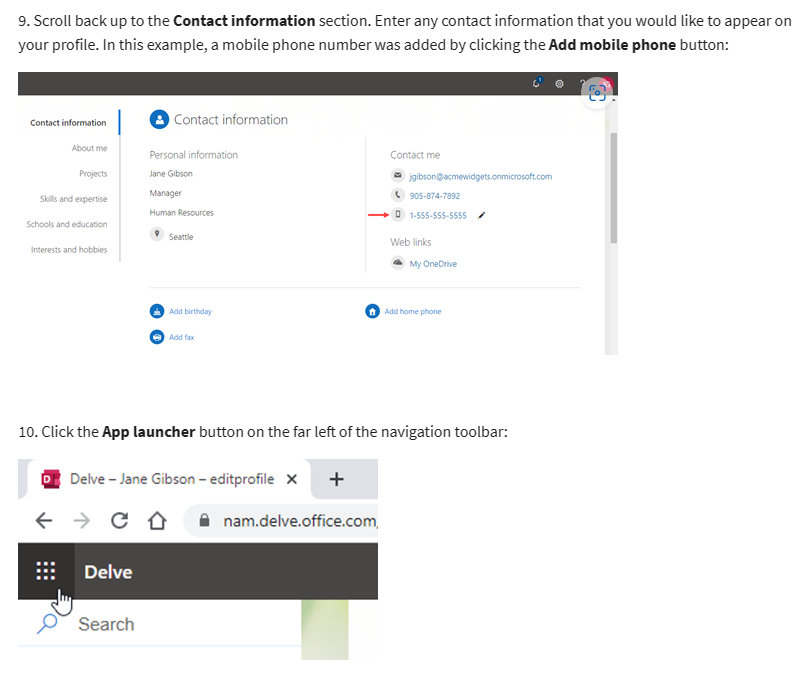 9. Scroll back up to the Contact information section. Enter any contact information that you would like to appear on
your profile. In this example, a mobile phone number was added by clicking the Add mobile phone button:
Contact information
About me
Projects
Skills and expertise
Schools and education
Interests and hobbies
Contact information
Personal information
Jane Gibson
Manager
Human Resources
Seattle
Contact me
jgibson@acmewidgets.onmicrosoft.com
905-874-7892
1-555-555-5555
Web links
My OneDrive
Add birthday
Add home phone
Add fax
10. Click the App launcher button on the far left of the navigation toolbar:
Delve – Jane Gibson – editprofile
nam.delve.office.com
Delve
Search